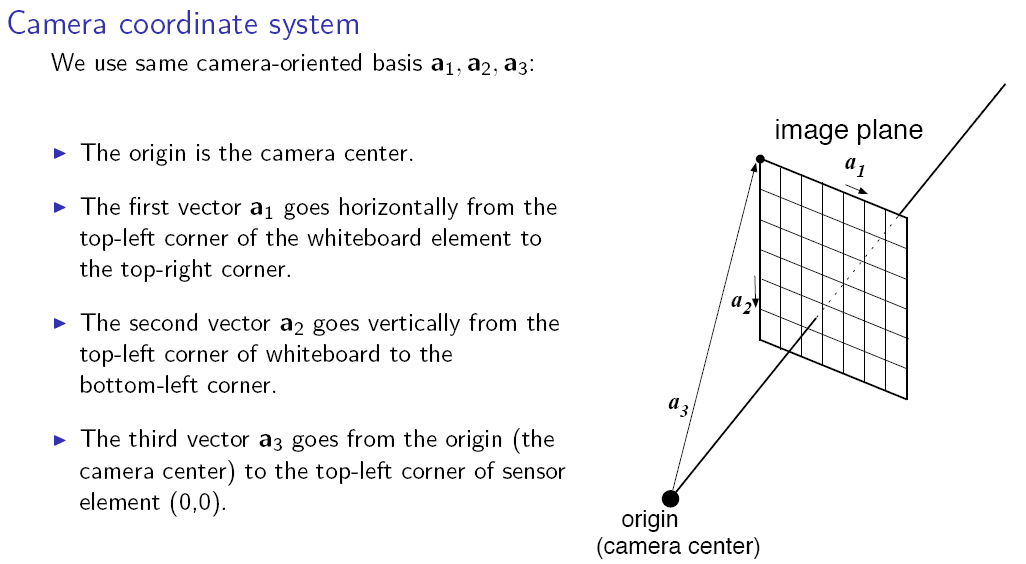 Camera coordinate system
We use same camera-oriented basis a₁, a₂, a₃:
▶ The origin is the camera center.
▶ The first vector a₁ goes horizontally from the
top-left corner of the whiteboard element to
the top-right corner.
▶ The second vector a₂ goes vertically from the
top-left corner of whiteboard to the
bottom-left corner.
▶ The third vector a₃ goes from the origin (the
camera center) to the top-left corner of sensor
element (0,0).
image plane
a₁
a₂
a₃
origin
(camera center)